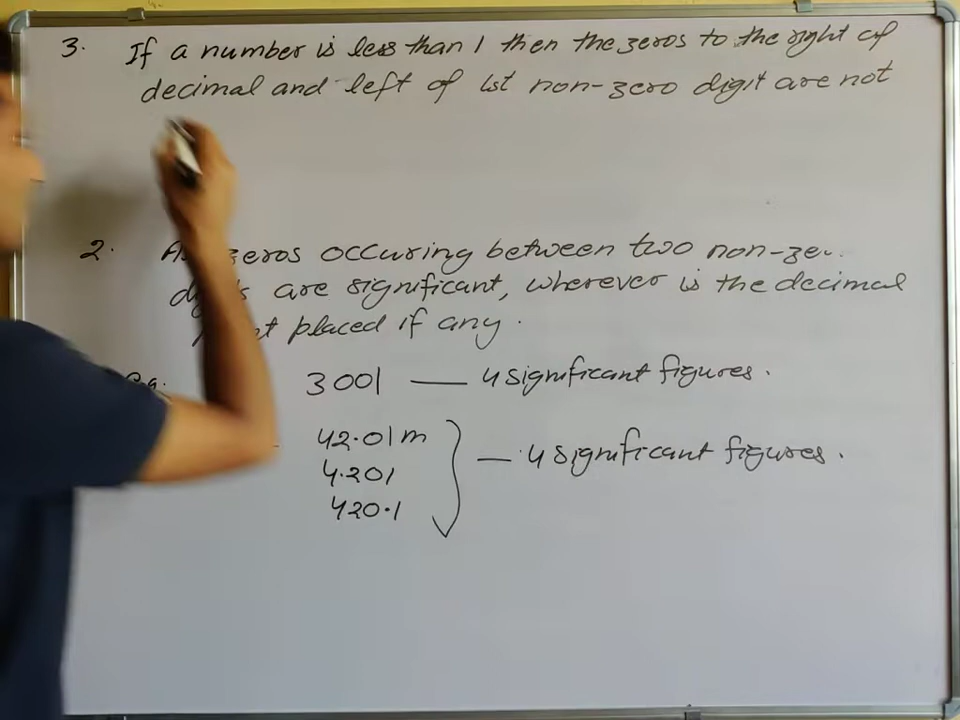 3. If a number is less than 1 then the zeros to the right of
decimal and left of 1st non-zero digit are not
2. zeros occuring between two non-ze
are significant, wherever is the decimal
placed if any.
3001 — 4 significant figures.
42.01 m
4.201 — 4 significant figures.
420.1